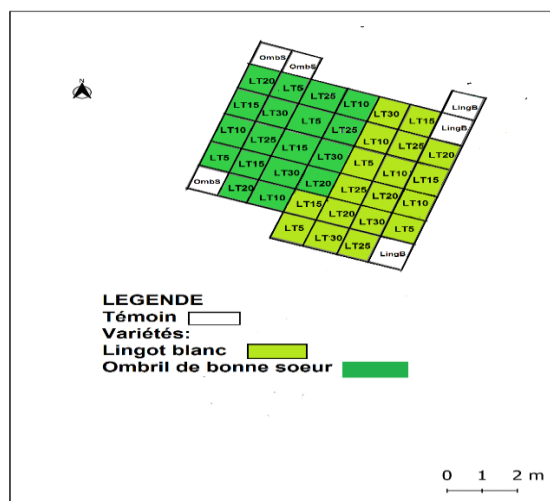 N
OmbS OmbS LingB
LT20 LT5 LT25 LT10 LT30 LT15 LingB
LT15 LT30 LT5 LT25 LT10 LT25 LT20
LT10 LT25 LT15 LT30 LT5 LT10 LT15
LT5 LT15 LT30 LT20 LT25 LT20 LT10
OmbS LT20 LT10 LT15 LT20 LT30 LT5
LT5 LT30 LT25 LingB
LEGENDE
Témoin
Variétés:
Lingot blanc
Ombril de bonne soeur
0 1 2 m